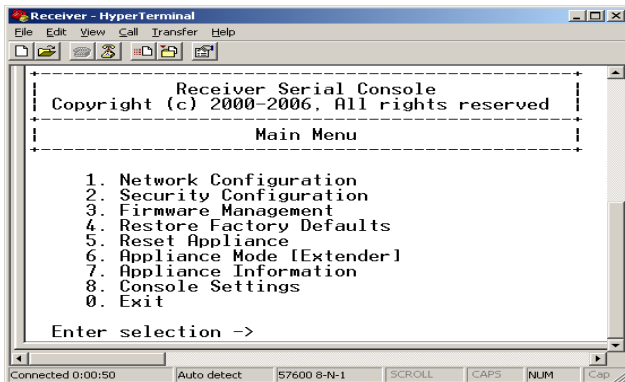 Receiver - HyperTerminal
File Edit View Call Transfer Help
Receiver Serial Console
Copyright (c) 2000-2006, All rights reserved
Main Menu
1. Network Configuration
2. Security Configuration
3. Firmware Management
4. Restore Factory Defaults
5. Reset Appliance
6. Appliance Mode [Extender]
7. Appliance Information
8. Console Settings
0. Exit
Enter selection ->
Connected 0:00:50 Auto detect 57600 8-N-1 SCROLL CAPS NUM Cap